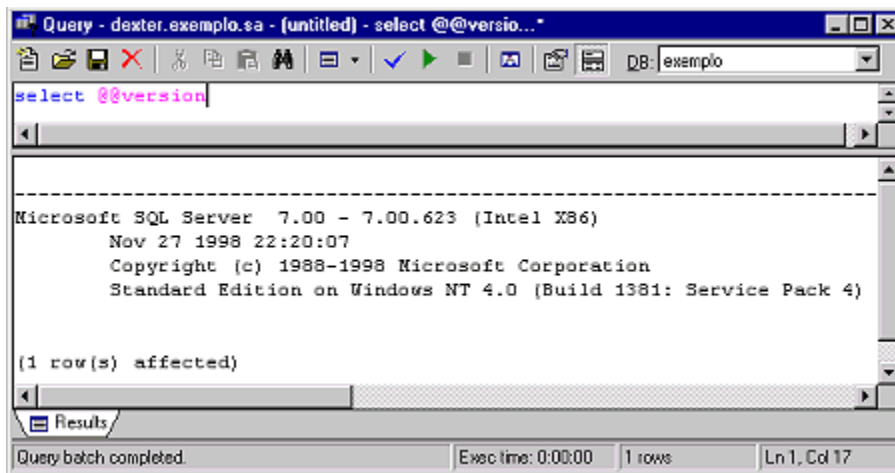 Query - dexter.exemplo.sa - (untitled) - select @@versio...*
DB: exemplo
select @@version
Microsoft SQL Server  7.00 - 7.00.623 (Intel X86)
Nov 27 1998 22:20:07
Copyright (c) 1988-1998 Microsoft Corporation
Standard Edition on Windows NT 4.0 (Build 1381: Service Pack 4)
(1 row(s) affected)
Results
Query batch completed.
Exec time: 0:00:00
1 rows
Ln 1, Col 17